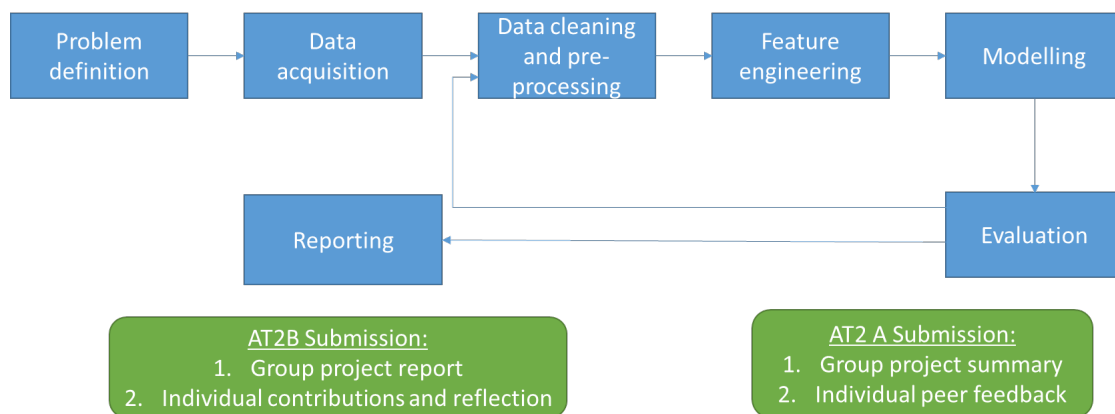 Problem
definition
Data
acquisition
Data cleaning
and pre-
processing
Feature
engineering
Modelling
Reporting
Evaluation
AT2B Submission:
1. Group project report
2. Individual contributions and reflection
AT2 A Submission:
1. Group project summary
2. Individual peer feedback